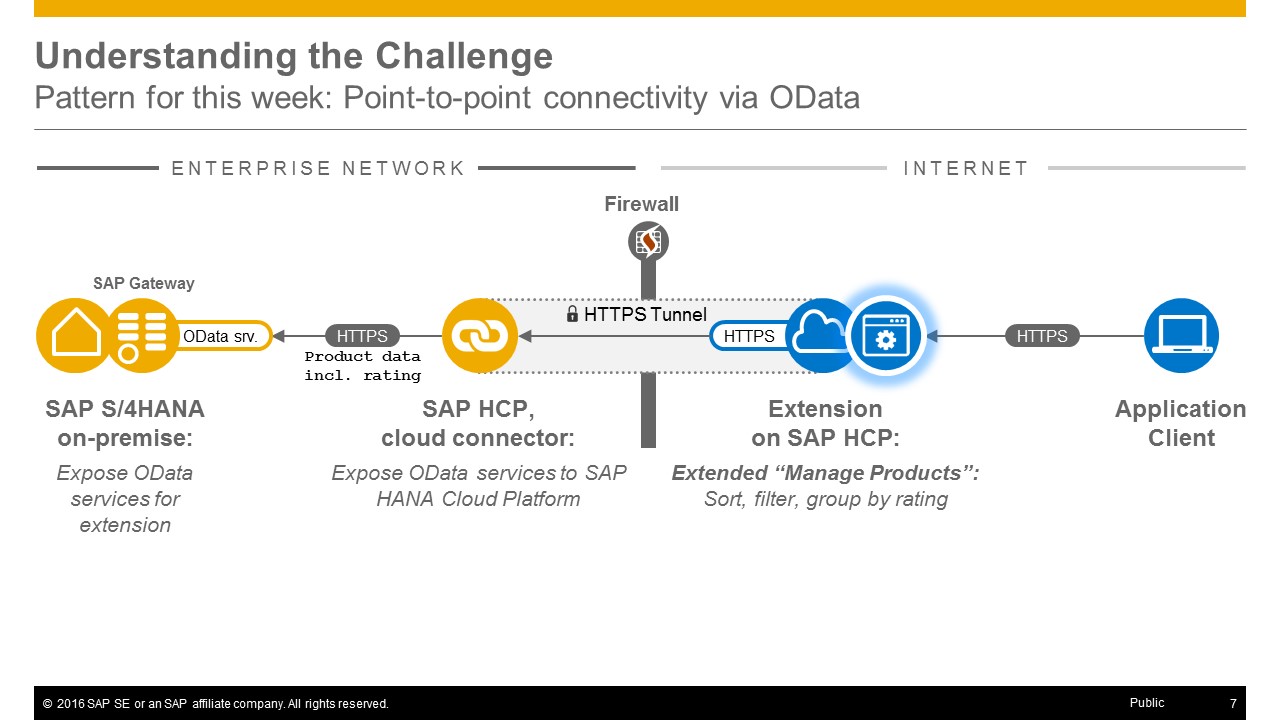 Understanding the Challenge
Pattern for this week: Point-to-point connectivity via OData
ENTERPRISE NETWORK
INTERNET
Firewall
SAP Gateway
OData srv.
HTTPS
Product data
incl. rating
HTTPS Tunnel
HTTPS
HTTPS
SAP S/4HANA
on-premise:
Expose OData
services for
extension
SAP HCP,
cloud connector:
Expose OData services to SAP
HANA Cloud Platform
Extension
on SAP HCP:
Extended “Manage Products”:
Sort, filter, group by rating
Application
Client
© 2016 SAP SE or an SAP affiliate company. All rights reserved.
Public
7